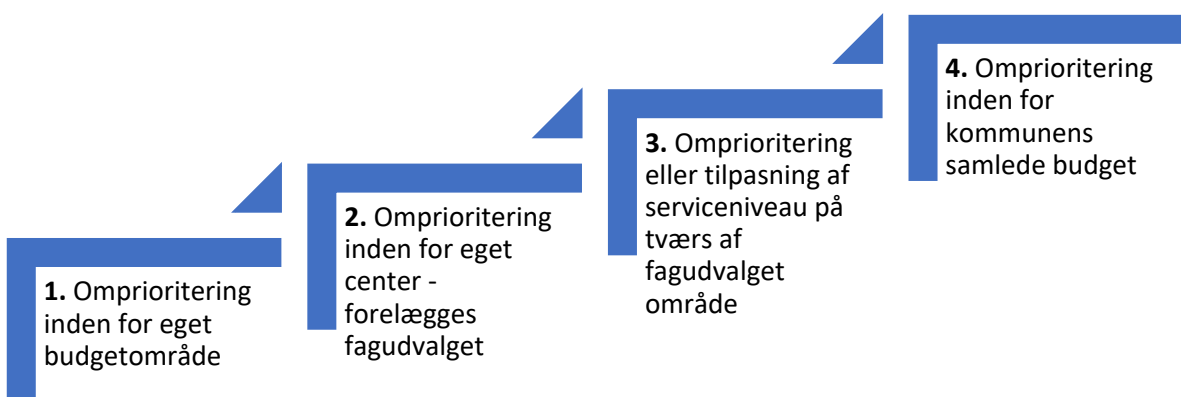 1. Omprioritering
inden for eget
budgetområde
2. Omprioritering
inden for eget
center -
forelægges
fagudvalget
3. Omprioritering
eller tilpasning af
serviceniveau på
tværs af
fagudvalget
område
4. Omprioritering
inden for
kommunens
samlede budget